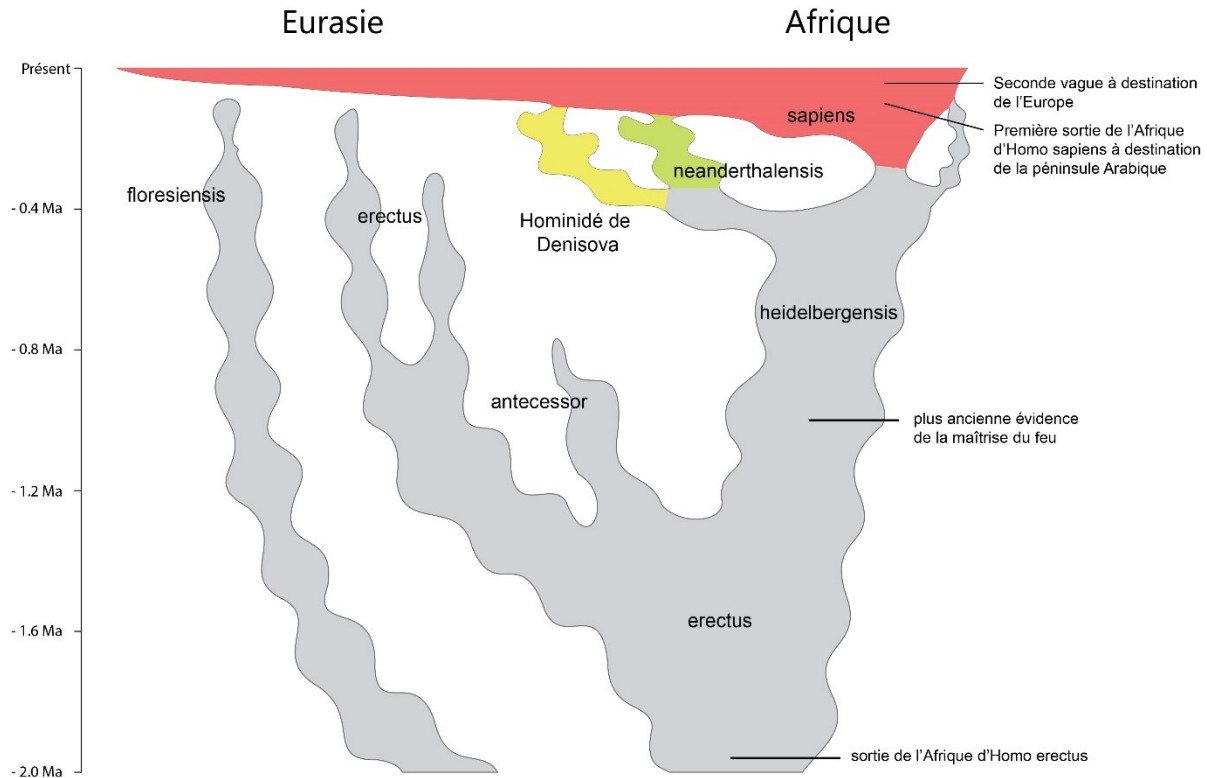 Eurasie
Afrique
Présent
Seconde vague à destination
de l'Europe
sapiens
Première sortie de l'Afrique
d'Homo sapiens à destination
de la péninsule Arabique
neanderthalensis
floresiensis
- 0.4 Ma
erectus
Hominidé de
Denisova
heidelbergensis
- 0.8 Ma
antecessor
plus ancienne évidence
de la maîtrise du feu
- 1.2 Ma
erectus
- 1.6 Ma
sortie de l'Afrique d'Homo erectus
- 2.0 Ma